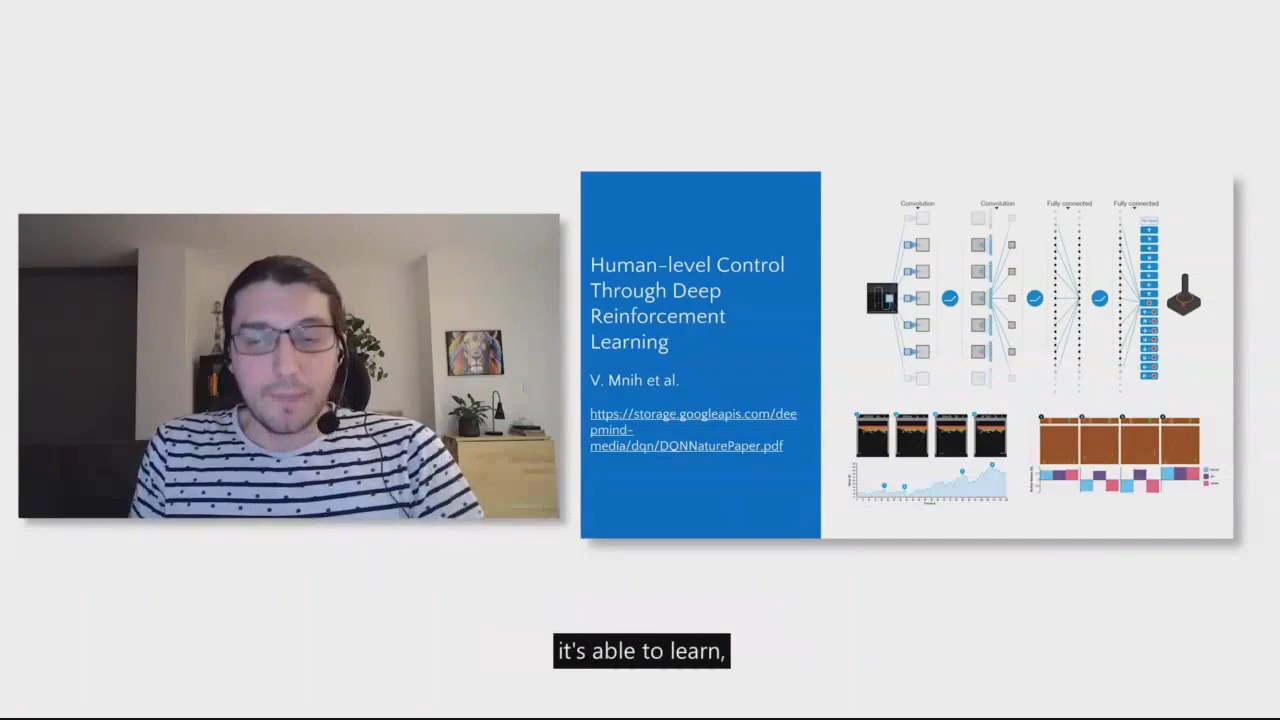 Human-level Control
Through Deep
Reinforcement
Learning
V. Mnih et al.
https://storage.googleapis.com/dee
pmind-
media/dqn/DQNNaturePaper.pdf
Convolution
Convolution
Fully connected
Fully connected
it's able to learn,